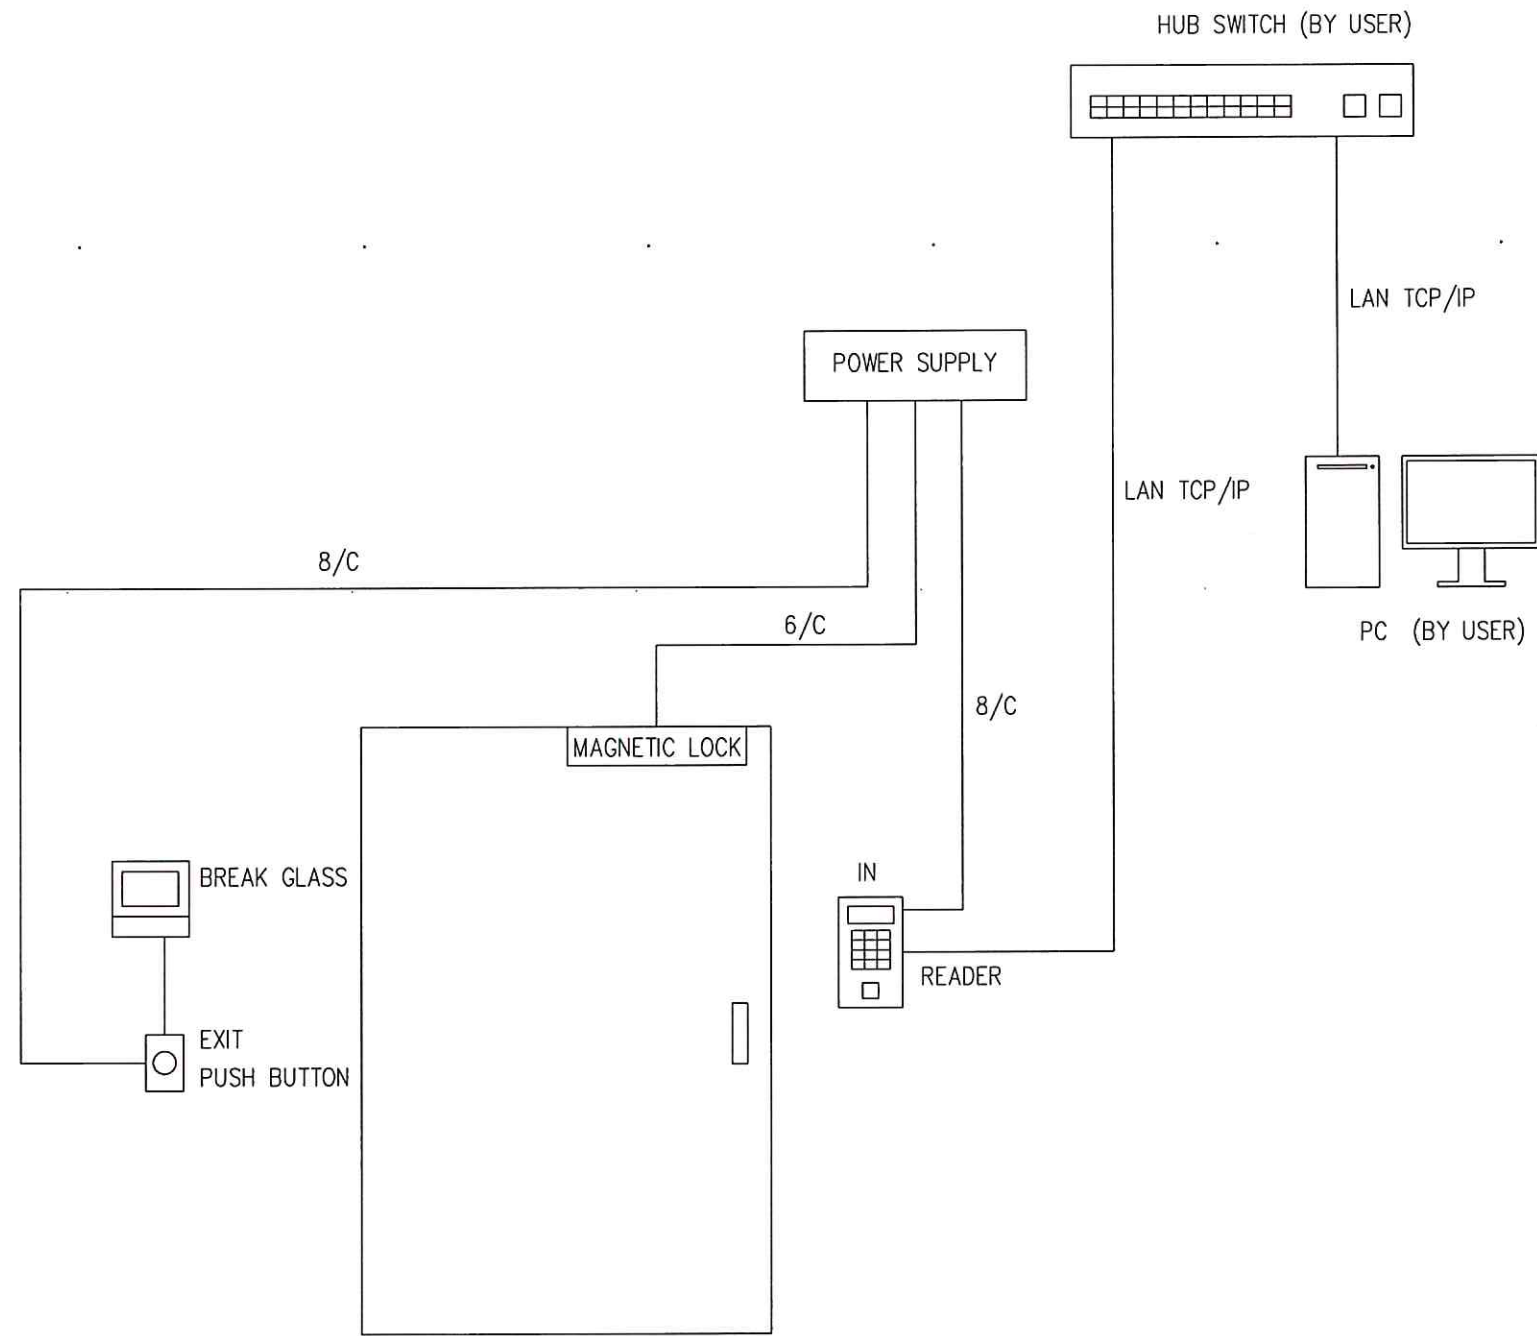 HUB SWITCH (BY USER)
LAN TCP/IP
POWER SUPPLY
LAN TCP/IP
8/C
6/C
PC (BY USER)
8/C
MAGNETIC LOCK
BREAK GLASS
IN
READER
EXIT
PUSH BUTTON